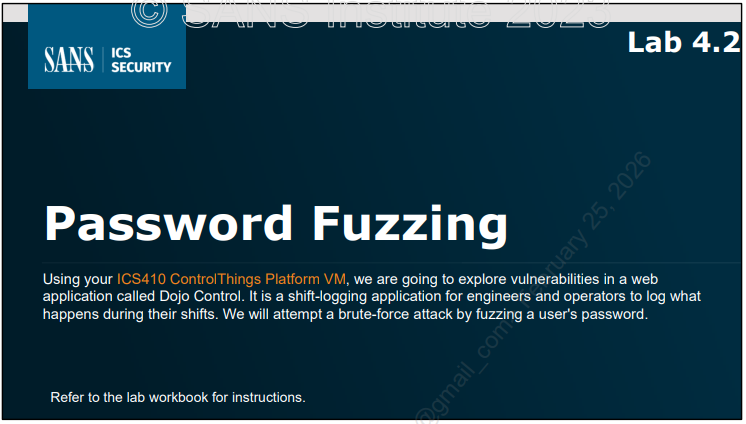 © SANS Institute 2026
SANS ICS
SECURITY
Lab 4.2
Password Fuzzing
Using your ICS410 ControlThings Platform VM, we are going to explore vulnerabilities in a web
application called Dojo Control. It is a shift-logging application for engineers and operators to log what
happens during their shifts. We will attempt a brute-force attack by fuzzing a user's password.
Refer to the lab workbook for instructions.
@gmail_com February 25, 2026